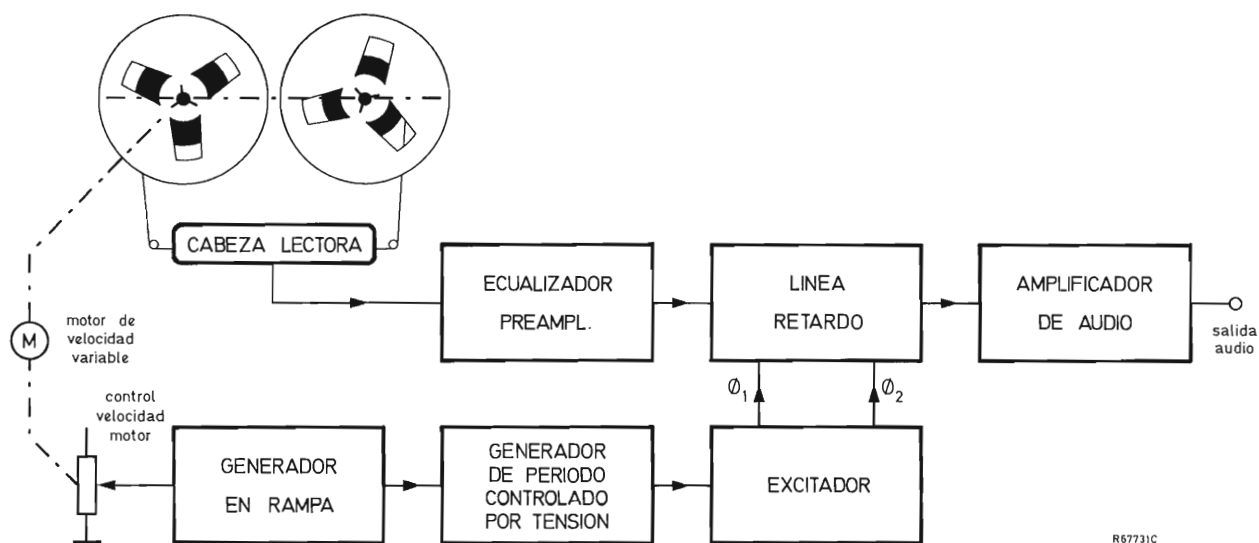 CABEZA LECTORA
ECUALIZADOR
PREAMPL.
LINEA
RETARDO
AMPLIFICADOR
DE AUDIO
salida
audio
M
motor de
velocidad
variable
Ø1
Ø2
control
velocidad
motor
GENERADOR
EN RAMPA
GENERADOR
DE PERIODO
CONTROLADO
POR TENSION
EXCITADOR
R67731C